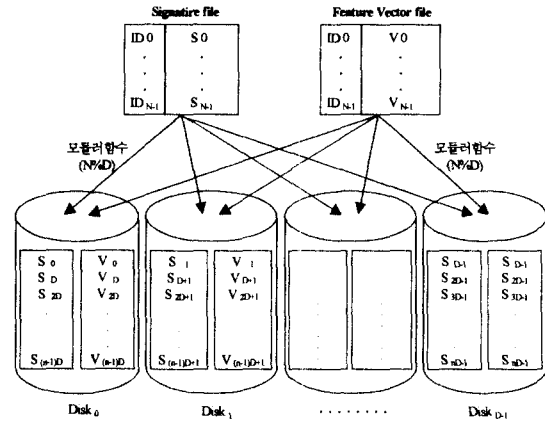 Signatire file Feature Vector file
ID 0 S 0 ID 0 V 0
. . . .
. . . .
. . . .
ID N-1 S N-1 ID N-1 V N-1
모듈러함수 모듈러함수
(N%D) (N%D)
S 0 V 0 S 1 V 1 S D-1 S D-1
S D V D S D+1 V D+1 S 2D-1 S 2D-1
S 2D V 2D S 2D+1 V 2D+1 S 3D-1 S 3D-1
S (n-1)D V (n-1)D S (n-1)D+1 V (n-1)D+1 S nD-1 S nD-1
Disk 0 Disk 1 . . . . . . . . Disk D-1